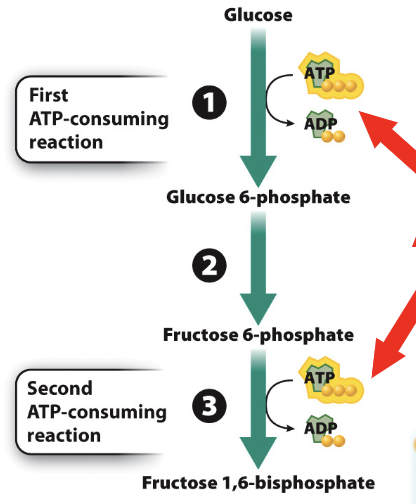 Glucose
ATP
First
ATP-consuming
reaction
1
ADP
Glucose 6-phosphate
2
Fructose 6-phosphate
ATP
Second
ATP-consuming
reaction
3
ADP
Fructose 1,6-bisphosphate